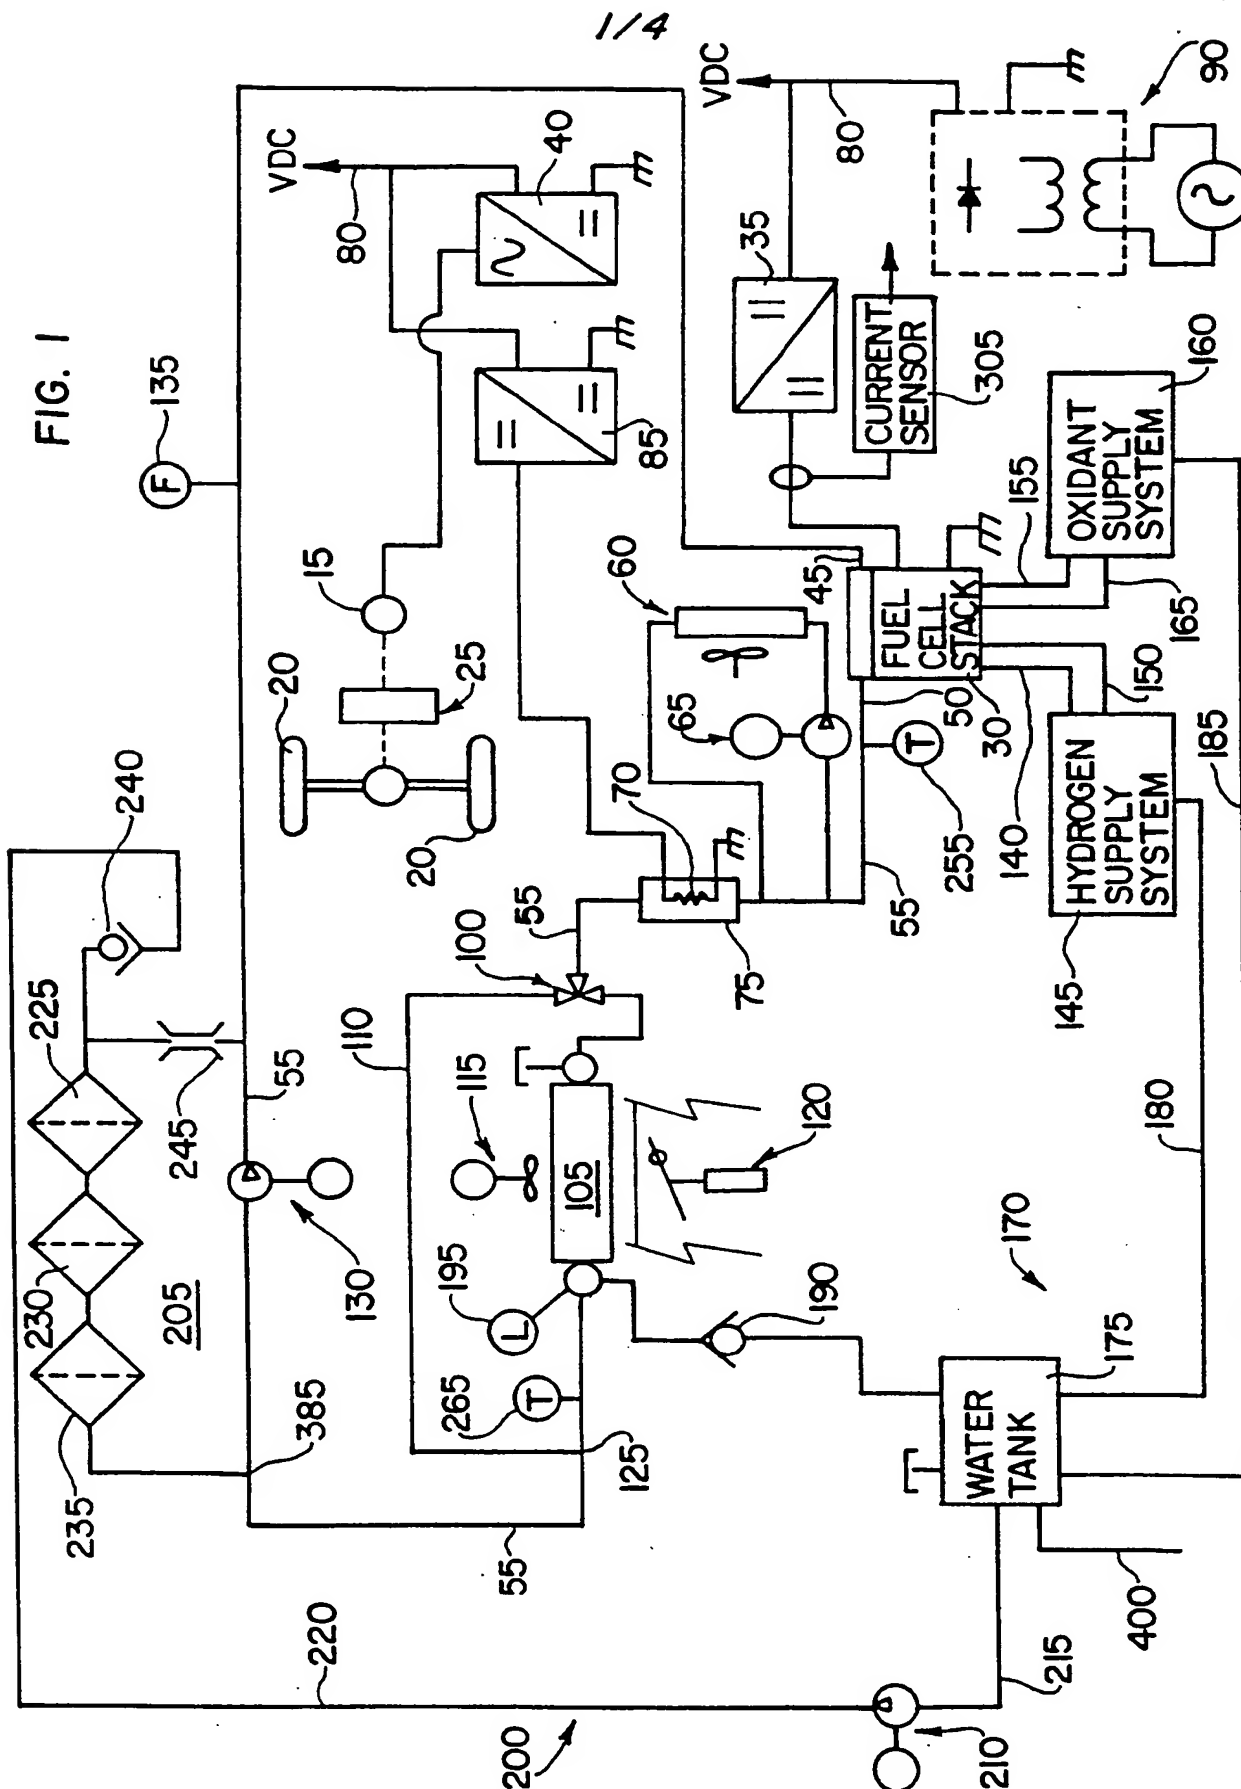 1/4
FIG. 1
VDC
VDC
80
40
80
90
135
F
35
CURRENT
SENSOR
305
85
15
20
25
20
60
65
45
FUEL
CELL
STACK
30
50
155
165
OXIDANT
SUPPLY
SYSTEM
160
150
140
HYDROGEN
SUPPLY
SYSTEM
145
185
T
255
55
70
75
55
100
110
240
225
245
55
230
205
235
130
115
105
120
195
L
265
T
190
125
385
55
180
170
175
WATER
TANK
400
215
210
200
220